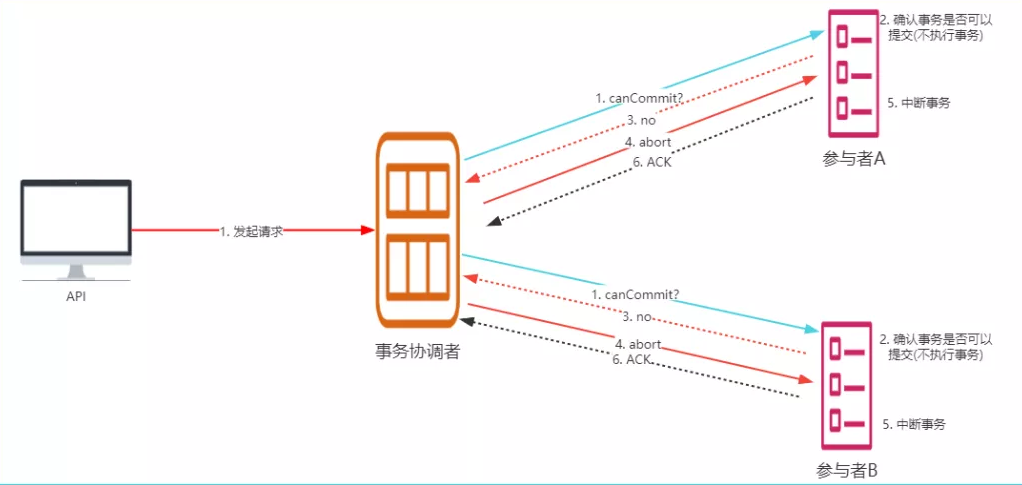 2. 确认事务是否可以
提交(不执行事务)
1. canCommit?
3. no
5. 中断事务
4. abort
6. ACK
参与者A
1. 发起请求
API
事务协调者
1. canCommit?
3. no
2. 确认事务是否可以
提交(不执行事务)
4. abort
6. ACK
5. 中断事务
参与者B